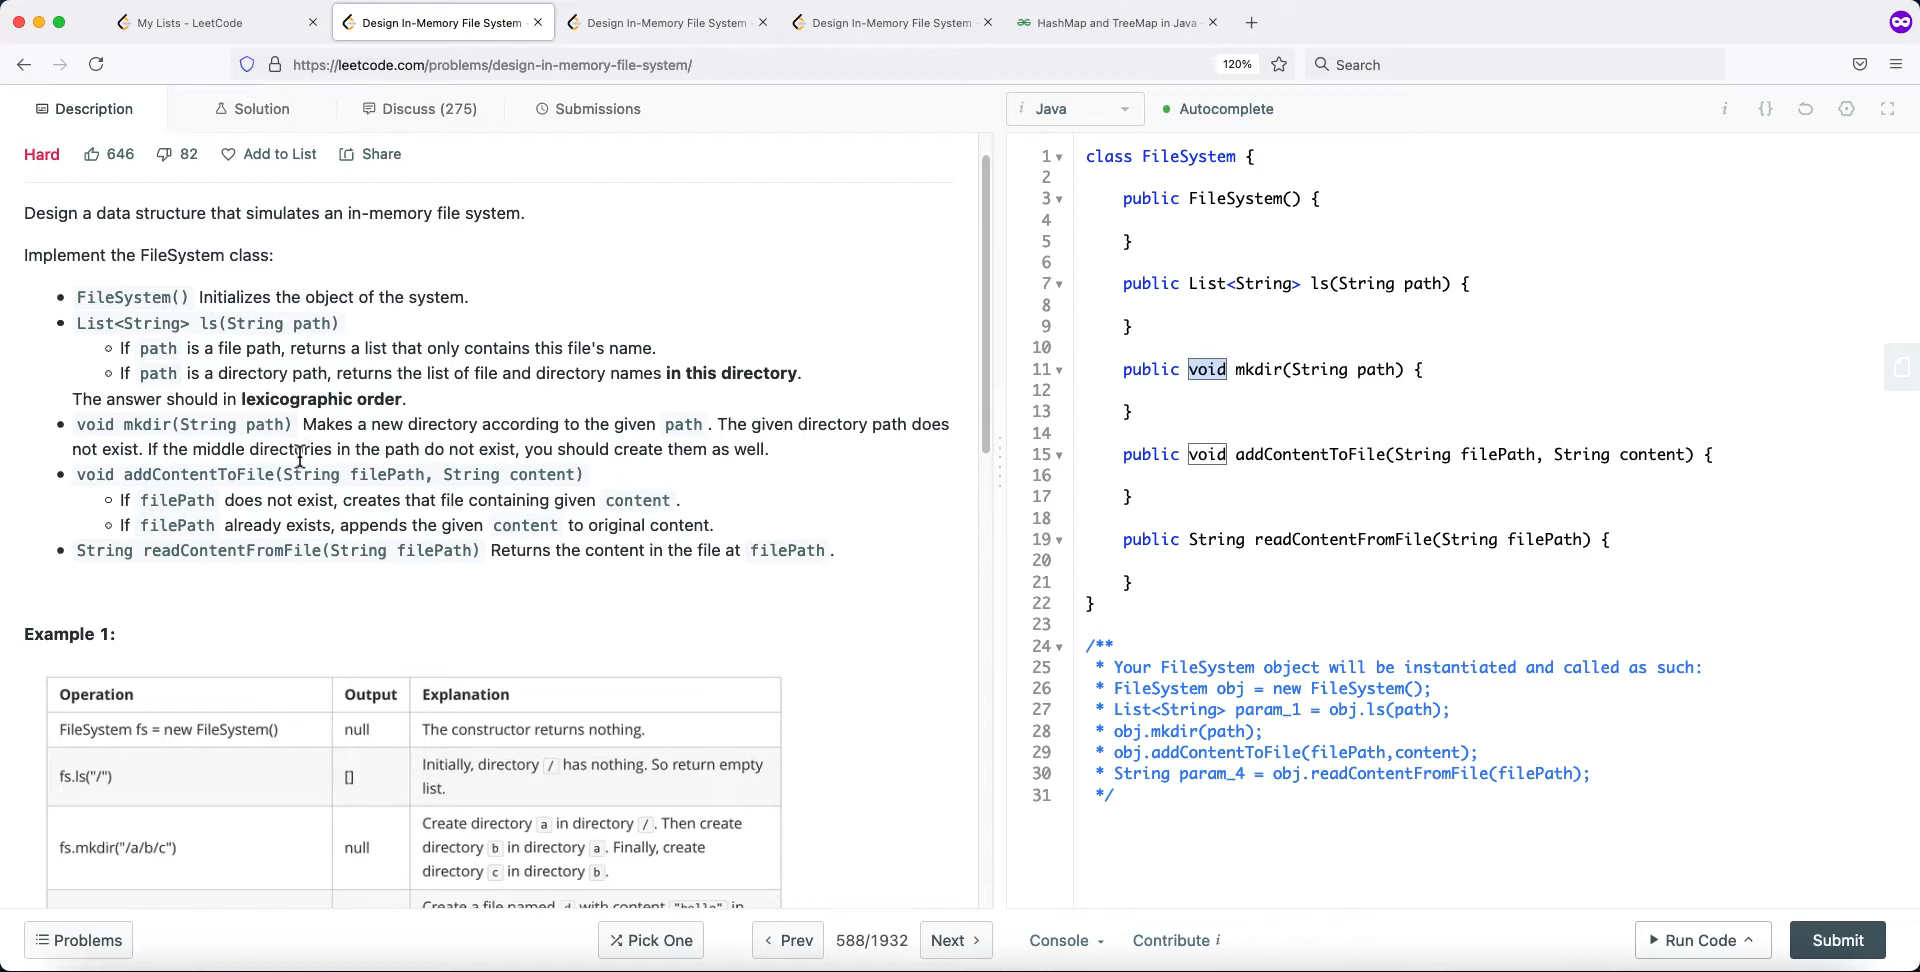 My Lists - LeetCode
Design In-Memory File System
Design In-Memory File System
Design In-Memory File System
HashMap and TreeMap in Java
https://leetcode.com/problems/design-in-memory-file-system/
120%
Search
Description
Solution
Discuss (275)
Submissions
Hard
646
82
Add to List
Share
Design a data structure that simulates an in-memory file system.
Implement the FileSystem class:
FileSystem() Initializes the object of the system.
List<String> ls(String path)
If path is a file path, returns a list that only contains this file's name.
If path is a directory path, returns the list of file and directory names in this directory.
The answer should in lexicographic order.
void mkdir(String path) Makes a new directory according to the given path. The given directory path does
not exist. If the middle directories in the path do not exist, you should create them as well.
void addContentToFile(String filePath, String content)
If filePath does not exist, creates that file containing given content.
If filePath already exists, appends the given content to original content.
String readContentFromFile(String filePath) Returns the content in the file at filePath.
Example 1:
Operation Output Explanation
FileSystem fs = new FileSystem() null The constructor returns nothing.
fs.ls("/") [] Initially, directory / has nothing. So return empty
list.
fs.mkdir("/a/b/c") null Create directory a in directory /. Then create
directory b in directory a. Finally, create
directory c in directory b.
Create a file named d with content "hello" in
Java
Autocomplete
1 class FileSystem {
2
3 public FileSystem() {
4
5 }
6
7 public List<String> ls(String path) {
8
9 }
10
11 public void mkdir(String path) {
12
13 }
14
15 public void addContentToFile(String filePath, String content) {
16
17 }
18
19 public String readContentFromFile(String filePath) {
20
21 }
22 }
23
24 /**
25 * Your FileSystem object will be instantiated and called as such:
26 * FileSystem obj = new FileSystem();
27 * List<String> param_1 = obj.ls(path);
28 * obj.mkdir(path);
29 * obj.addContentToFile(filePath,content);
30 * String param_4 = obj.readContentFromFile(filePath);
31 */
Problems
Pick One
Prev
588/1932
Next
Console
Contribute i
Run Code
Submit